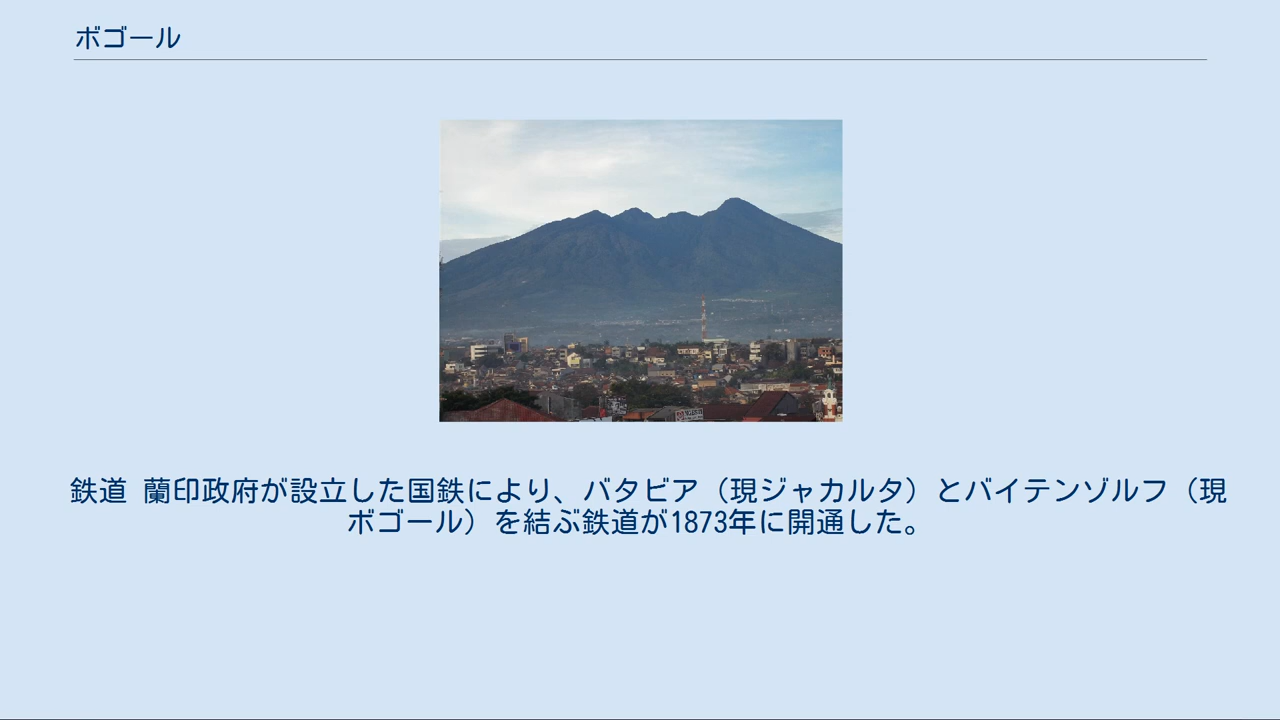 ボゴール
鉄道 蘭印政府が設立した国鉄により、バタビア（現ジャカルタ）とバイテンゾルフ（現
ボゴール）を結ぶ鉄道が1873年に開通した。